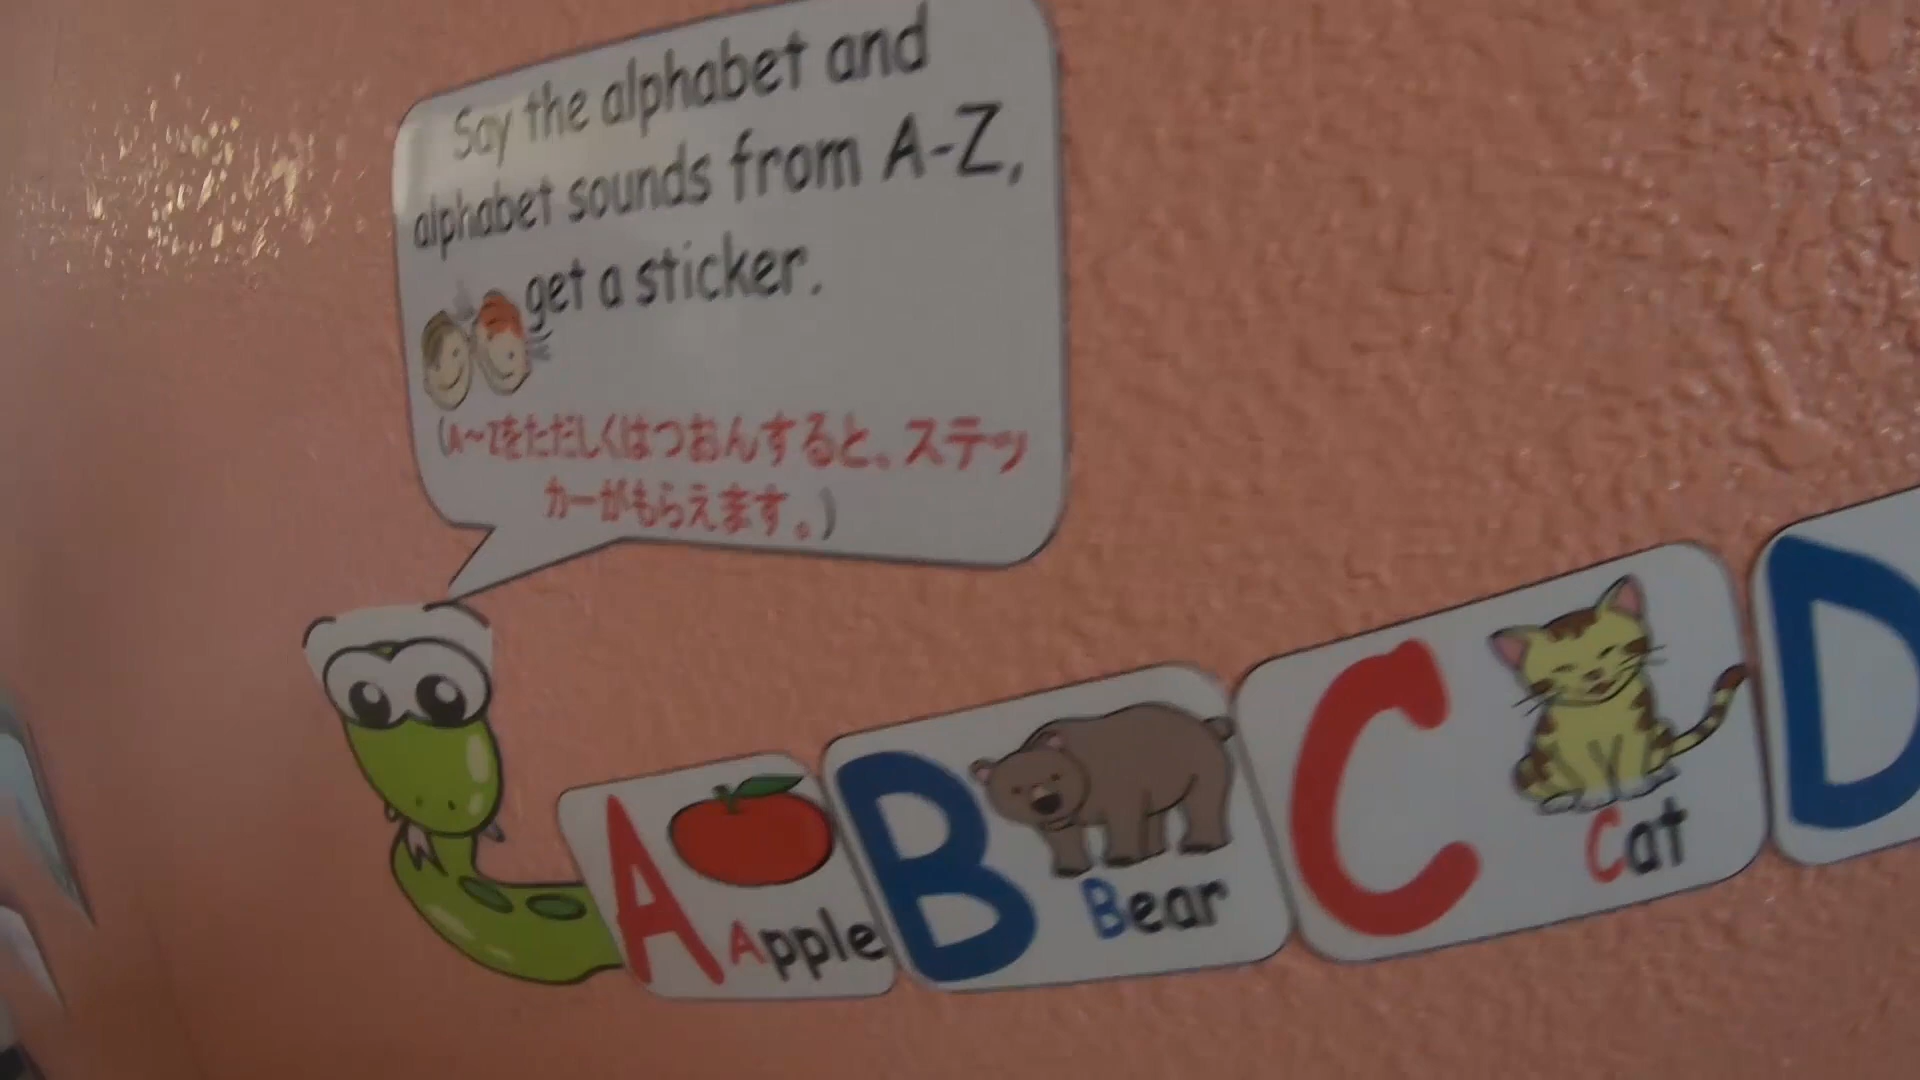 Say the alphabet and
alphabet sounds from A-Z,
get a sticker.
(A～Zをただしくはつおんすると、ステッ
カーがもらえます。)
A
Apple
B
Bear
C
Cat
D